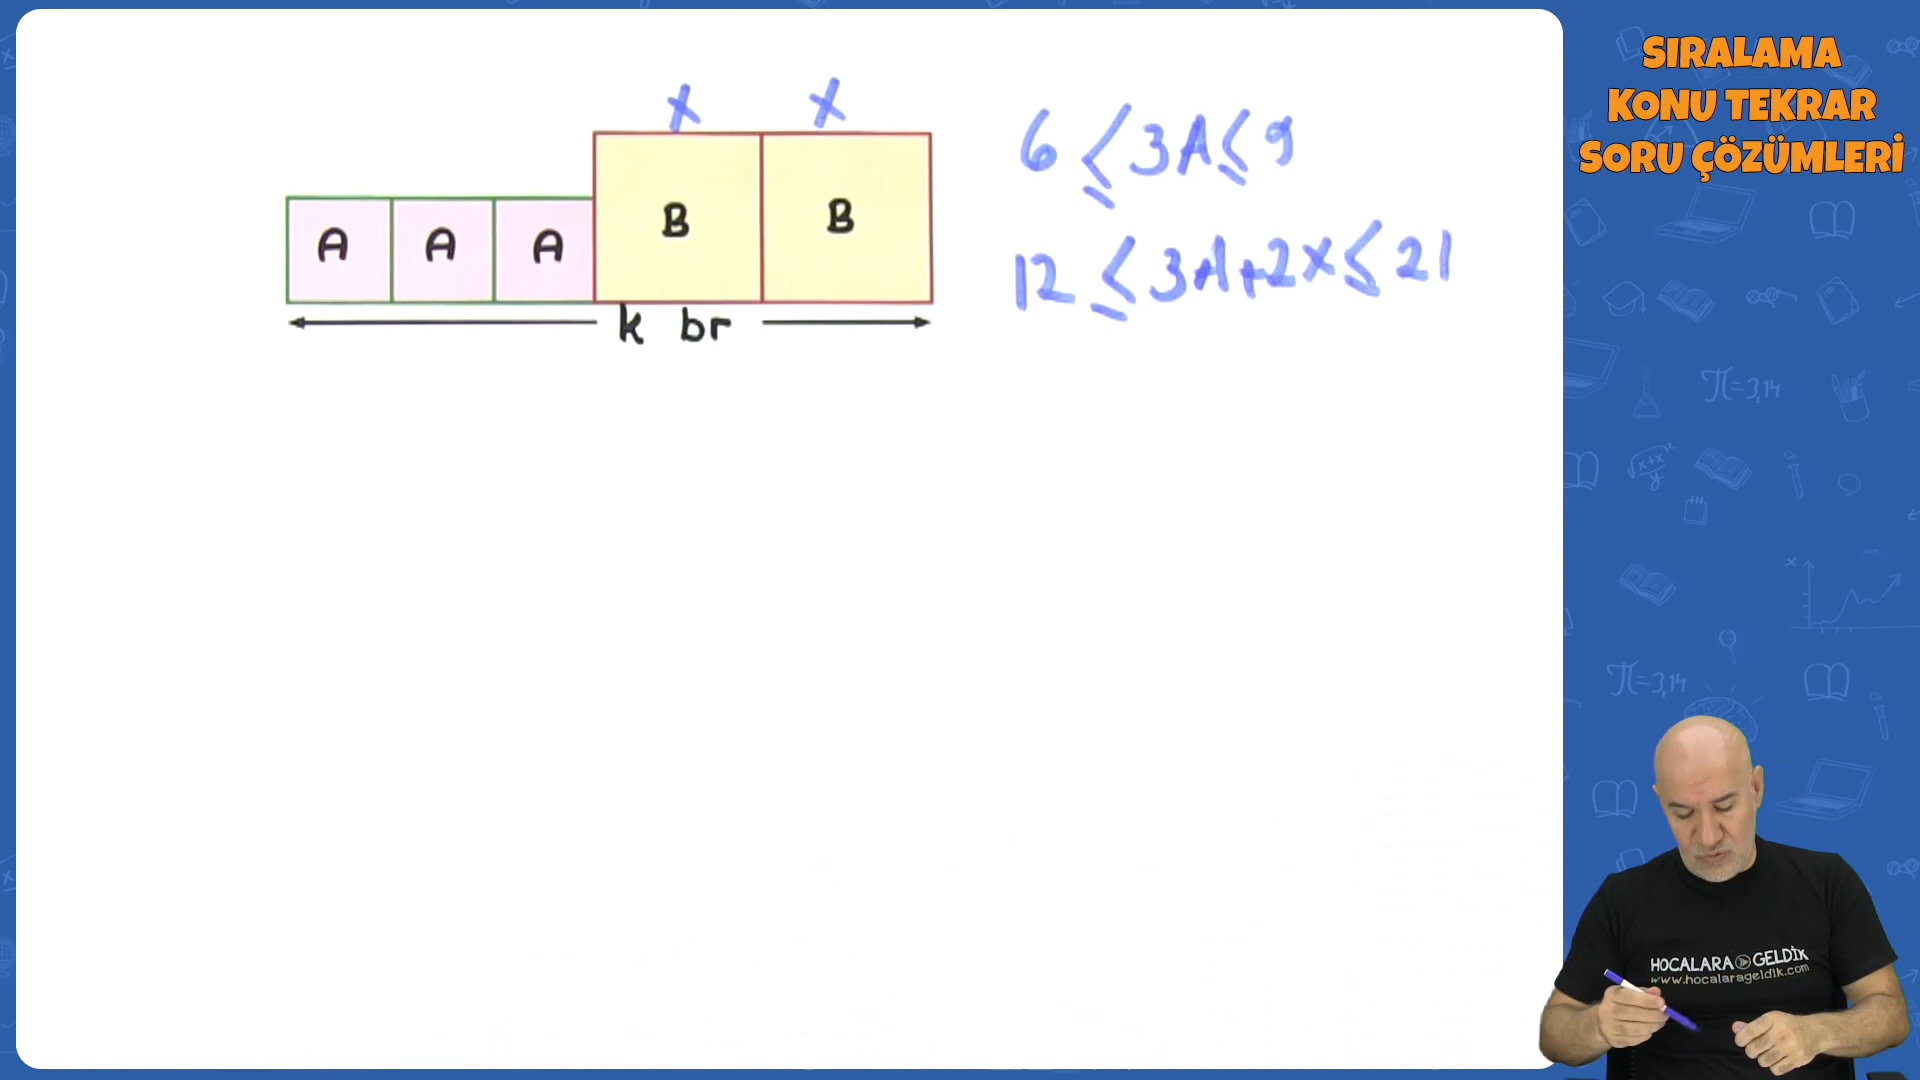 SIRALAMA
KONU TEKRAR
SORU ÇÖZÜMLERİ
x x
A A A B B
k br
6 ≤ 3A ≤ 9
12 ≤ 3A+2x ≤ 21
π=3,14
√x+x²/y
x
π=3,14
HOCALARA GELDİK
www.hocalarageldik.com